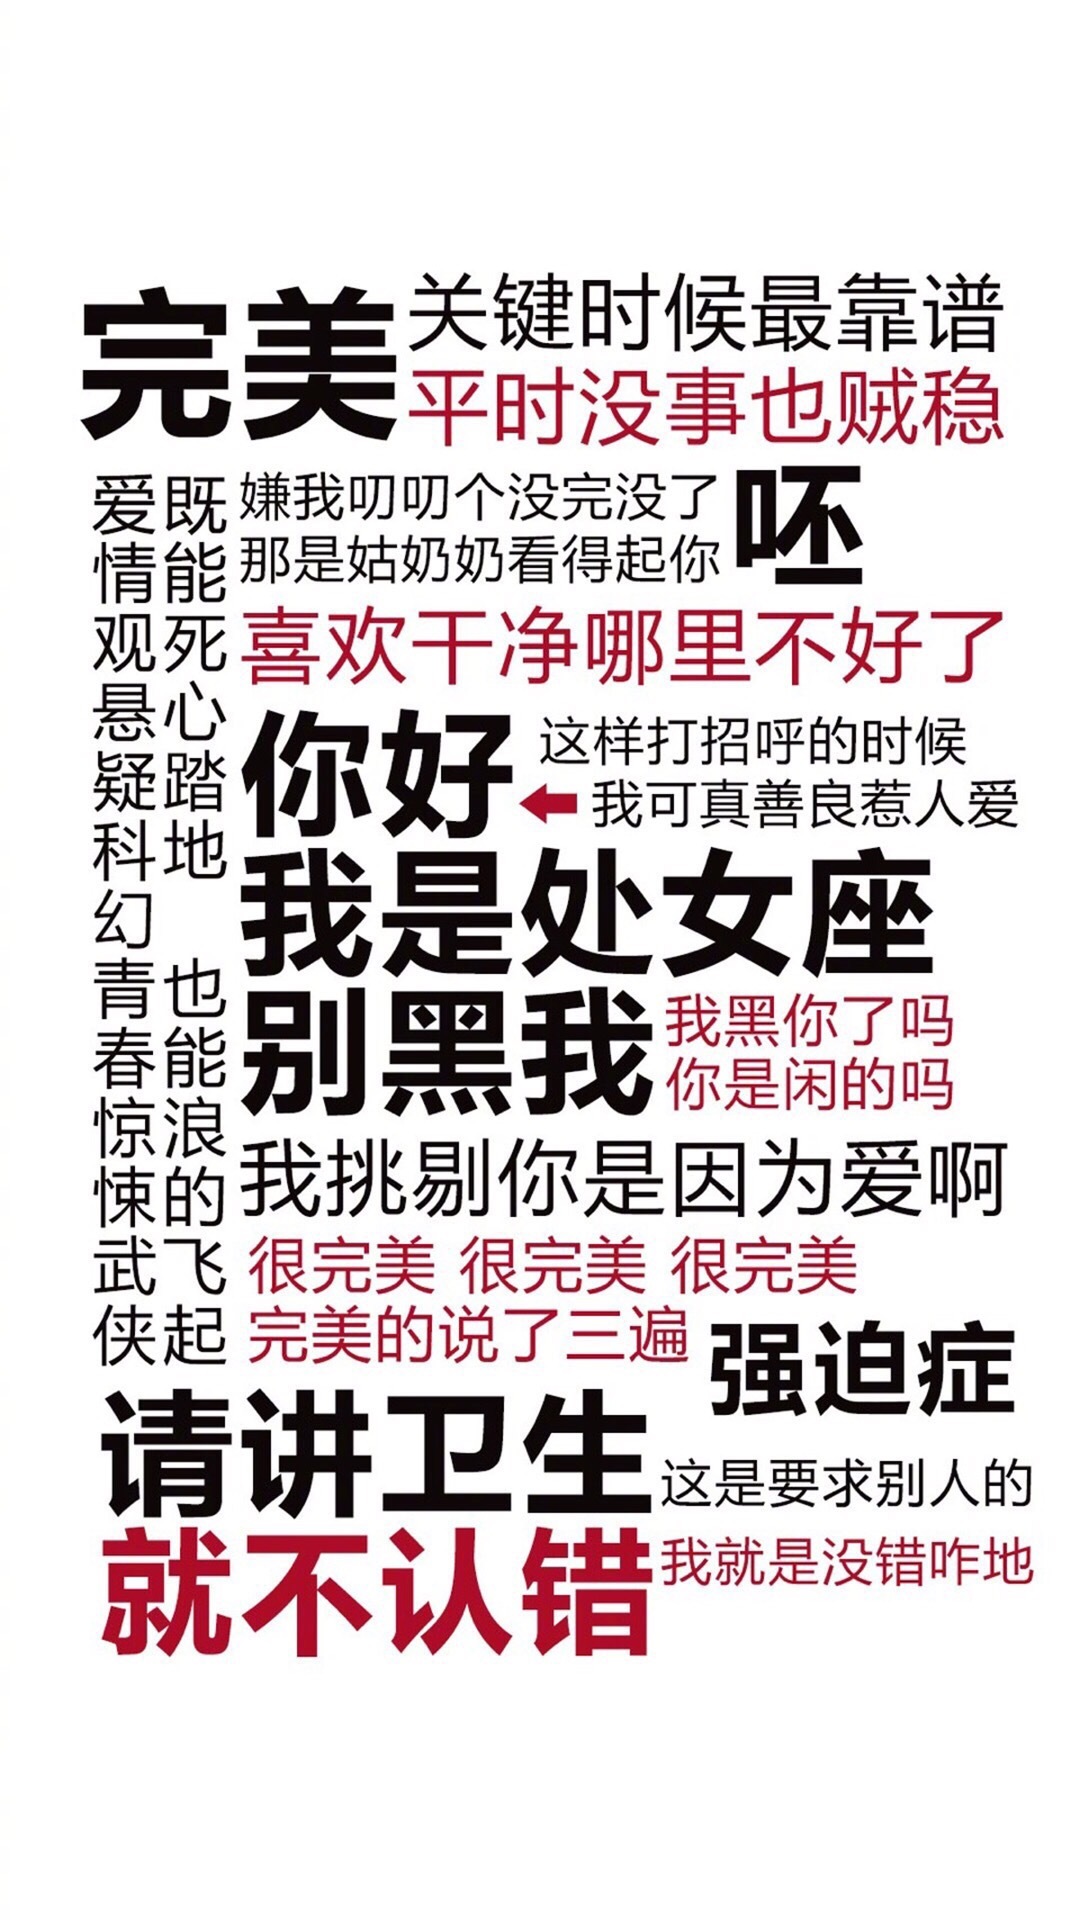 完美
关键时候最靠谱
平时没事也贼稳
嫌我叨叨个没完没了
那是姑奶奶看得起你
呸
喜欢干净哪里不好了
既能死心踏地 也能浪的飞起
爱情观悬疑科幻青春惊悚武侠
你好
这样打招呼的时候
我可真善良惹人爱
我是处女座
别黑我
我黑你了吗
你是闲的吗
我挑剔你是因为爱啊
很完美 很完美 很完美
完美的说了三遍
强迫症
请讲卫生
这是要求别人的
就不认错
我就是没错咋地